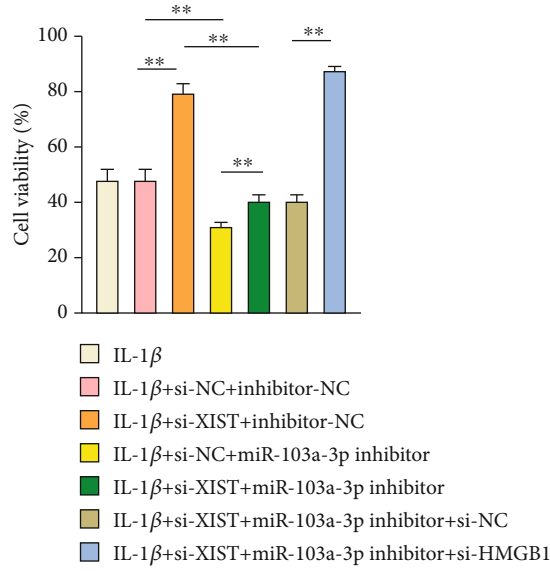 **
**
**
**
**
100
80
60
40
20
0
Cell viability (%)
IL-1β
IL-1β+si-NC+inhibitor-NC
IL-1β+si-XIST+inhibitor-NC
IL-1β+si-NC+miR-103a-3p inhibitor
IL-1β+si-XIST+miR-103a-3p inhibitor
IL-1β+si-XIST+miR-103a-3p inhibitor+si-NC
IL-1β+si-XIST+miR-103a-3p inhibitor+si-HMGB1